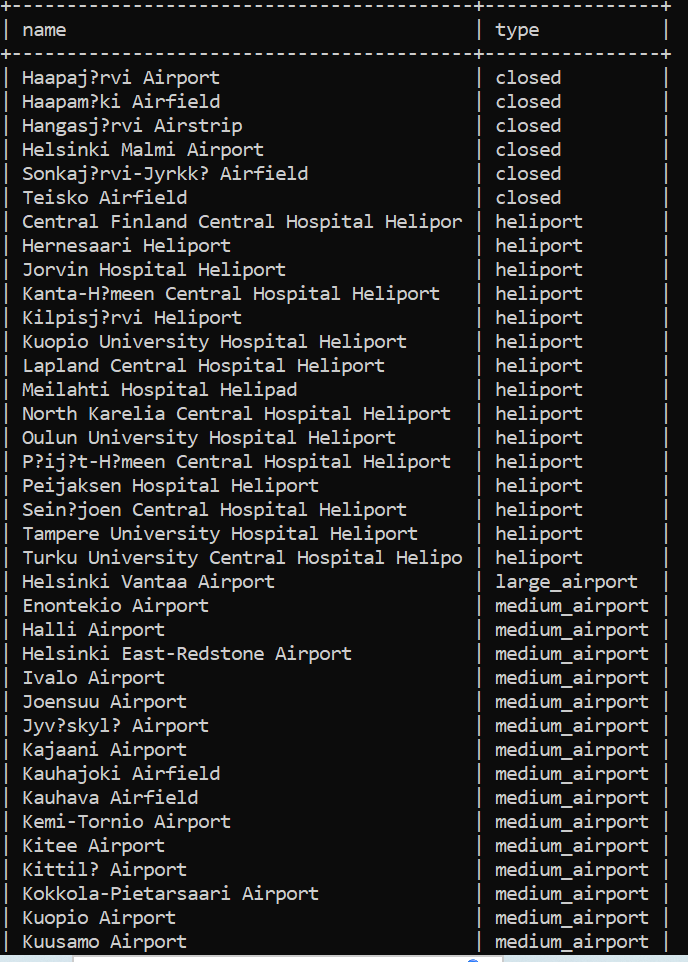 +------------------------------------------+----------------+
| name                                     | type           |
+------------------------------------------+----------------+
| Haapaj?rvi Airport                       | closed         |
| Haapam?ki Airfield                       | closed         |
| Hangasj?rvi Airstrip                     | closed         |
| Helsinki Malmi Airport                   | closed         |
| Sonkaj?rvi-Jyrkk? Airfield               | closed         |
| Teisko Airfield                          | closed         |
| Central Finland Central Hospital Helipor | heliport       |
| Hernesaari Heliport                      | heliport       |
| Jorvin Hospital Heliport                 | heliport       |
| Kanta-H?meen Central Hospital Heliport   | heliport       |
| Kilpisj?rvi Heliport                     | heliport       |
| Kuopio University Hospital Heliport      | heliport       |
| Lapland Central Hospital Heliport        | heliport       |
| Meilahti Hospital Helipad                | heliport       |
| North Karelia Central Hospital Heliport  | heliport       |
| Oulun University Hospital Heliport       | heliport       |
| P?ij?t-H?meen Central Hospital Heliport  | heliport       |
| Peijaksen Hospital Heliport              | heliport       |
| Sein?joen Central Hospital Heliport      | heliport       |
| Tampere University Hospital Heliport     | heliport       |
| Turku University Central Hospital Helipo | heliport       |
| Helsinki Vantaa Airport                  | large_airport  |
| Enontekio Airport                        | medium_airport |
| Halli Airport                            | medium_airport |
| Helsinki East-Redstone Airport           | medium_airport |
| Ivalo Airport                            | medium_airport |
| Joensuu Airport                          | medium_airport |
| Jyv?skyl? Airport                        | medium_airport |
| Kajaani Airport                          | medium_airport |
| Kauhajoki Airfield                       | medium_airport |
| Kauhava Airfield                         | medium_airport |
| Kemi-Tornio Airport                      | medium_airport |
| Kitee Airport                            | medium_airport |
| Kittil? Airport                          | medium_airport |
| Kokkola-Pietarsaari Airport              | medium_airport |
| Kuopio Airport                           | medium_airport |
| Kuusamo Airport                          | medium_airport |